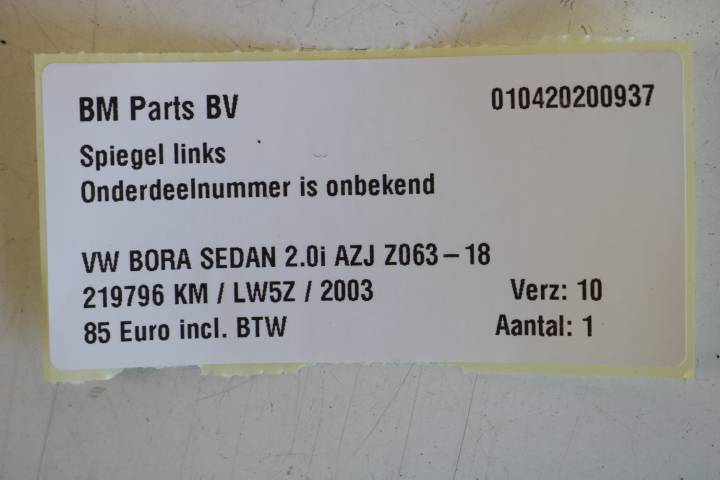 BM Parts BV 010420200937
Spiegel links
Onderdeelnummer is onbekend
VW BORA SEDAN 2.0i AZJ Z063-18
219796 KM / LW5Z / 2003 Verz: 10
85 Euro incl. BTW Aantal: 1